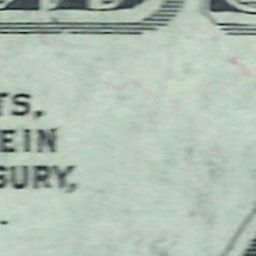 TS.
EIN
SURY,
.